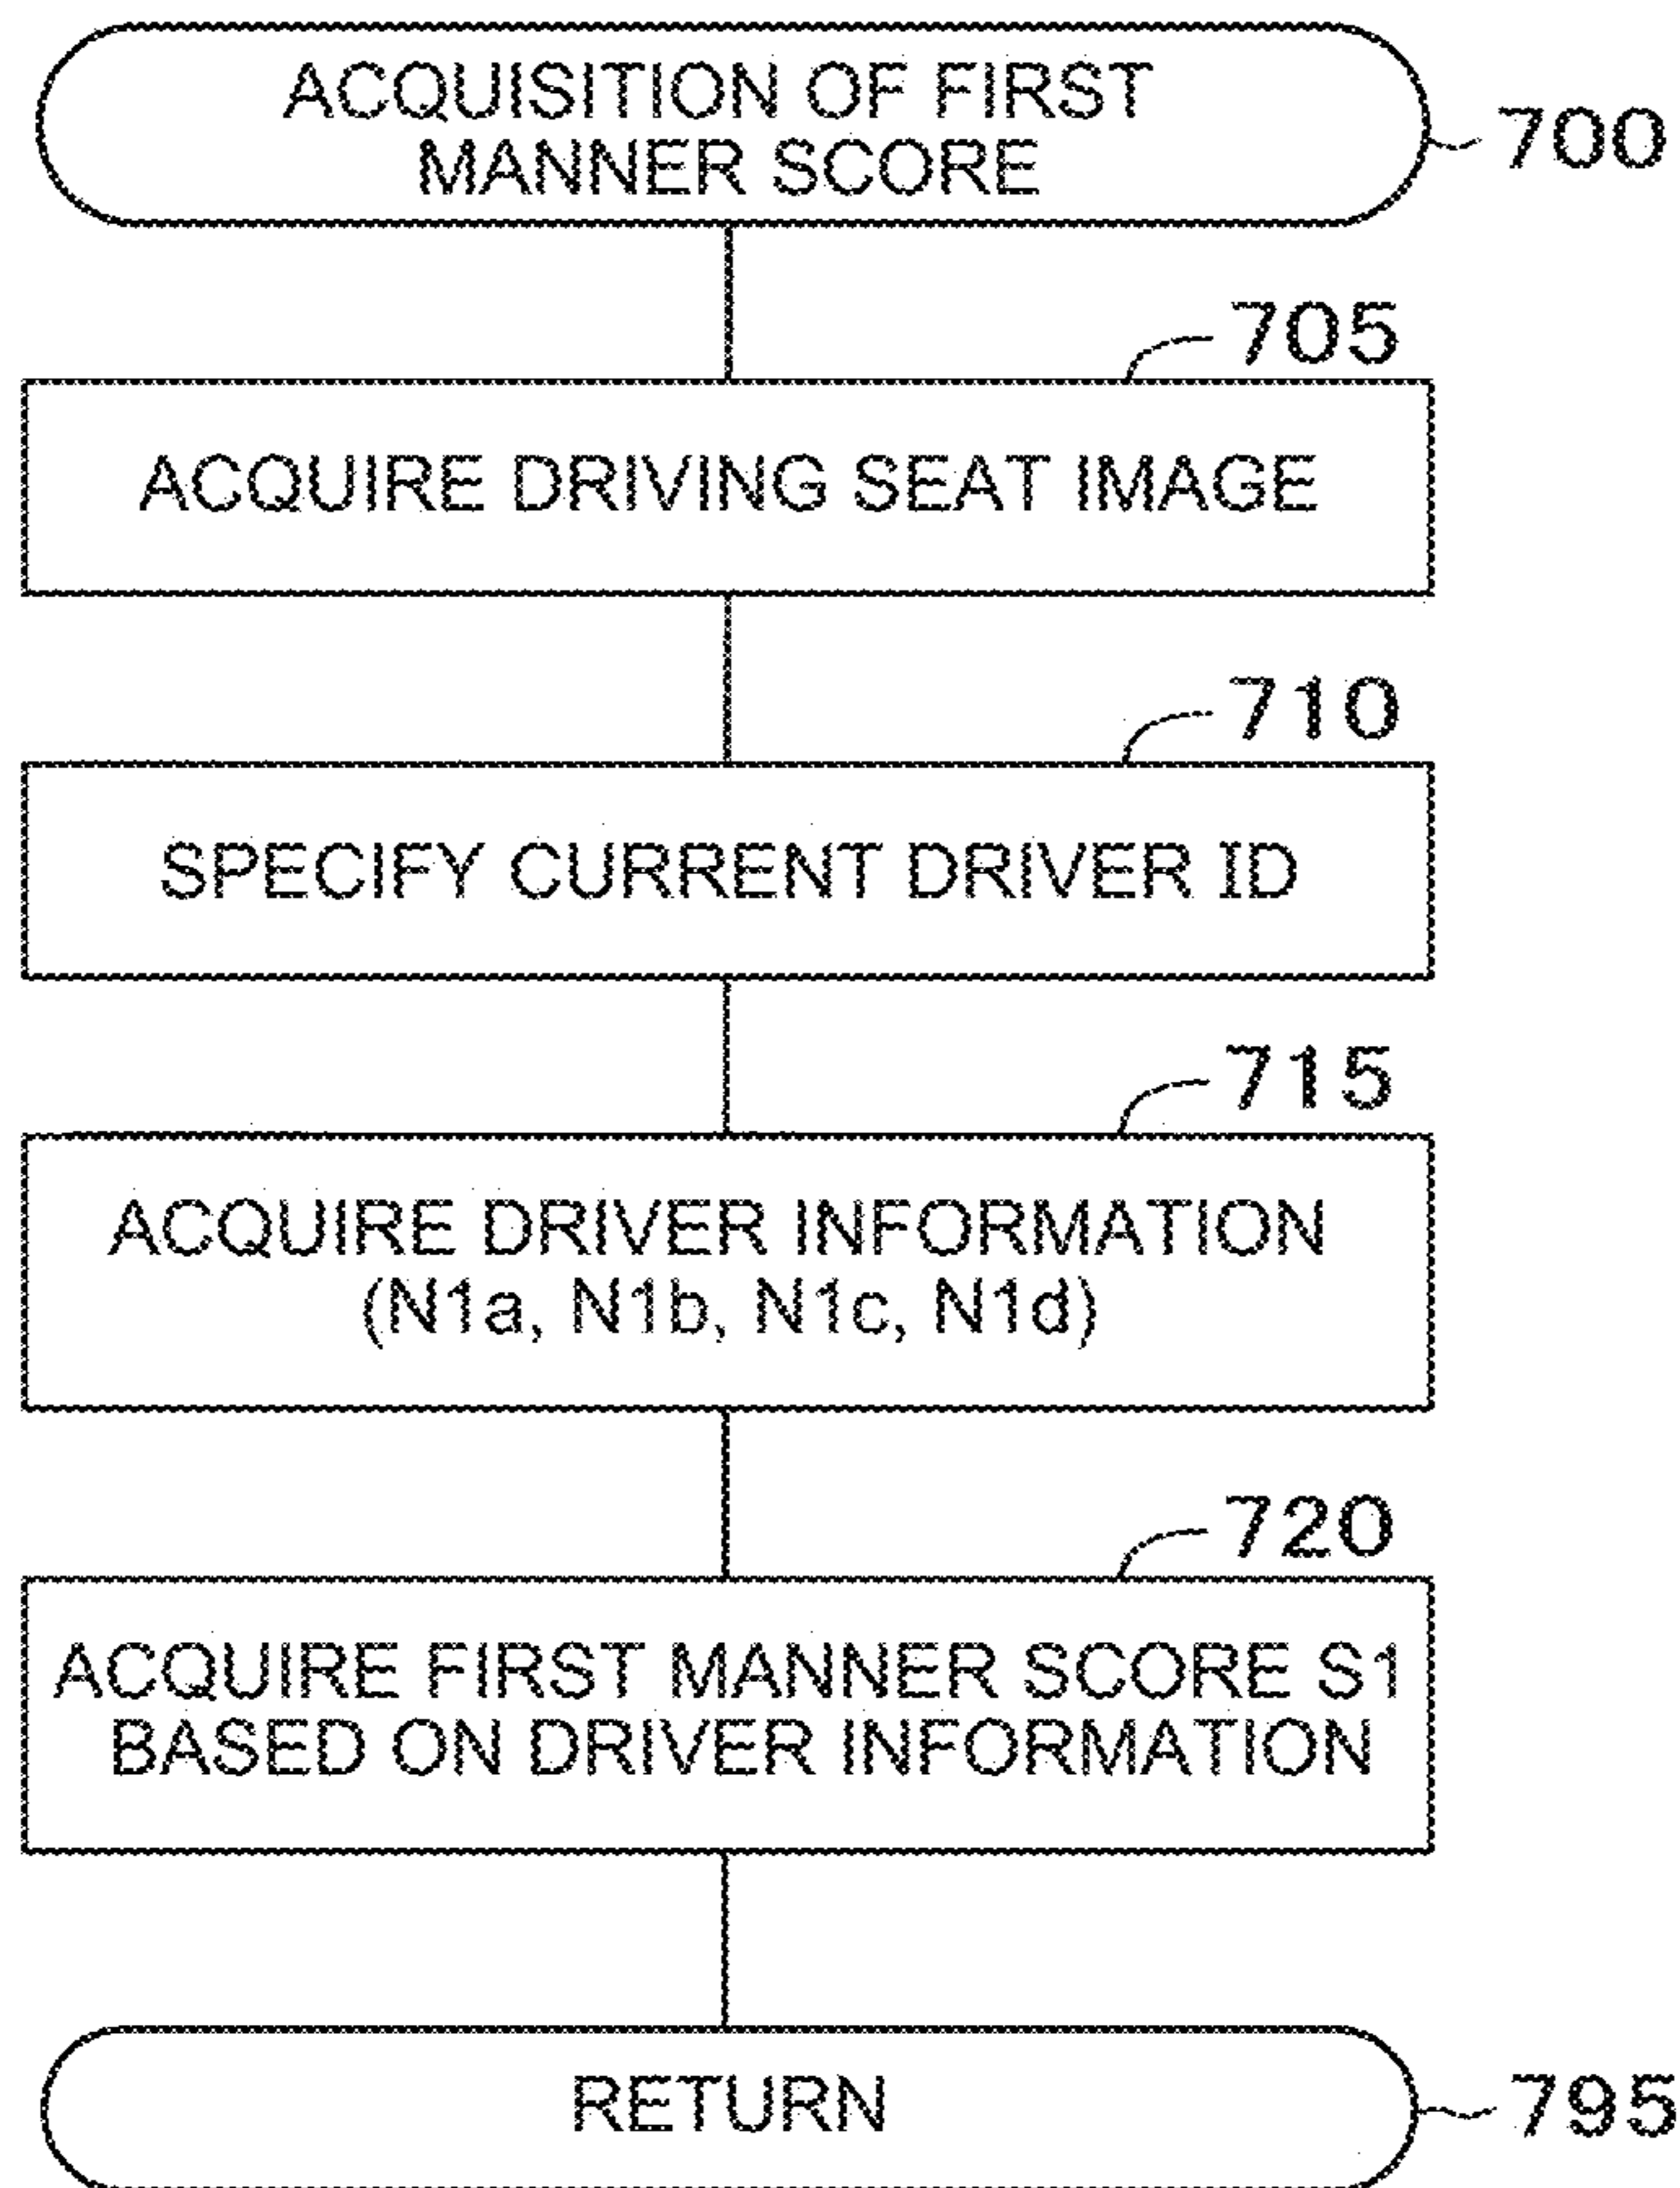 ACQUISITION OF FIRST
MANNER SCORE
700
705
ACQUIRE DRIVING SEAT IMAGE
710
SPECIFY CURRENT DRIVER ID
715
ACQUIRE DRIVER INFORMATION
(N1a, N1b, N1c, N1d)
720
ACQUIRE FIRST MANNER SCORE S1
BASED ON DRIVER INFORMATION
RETURN
795